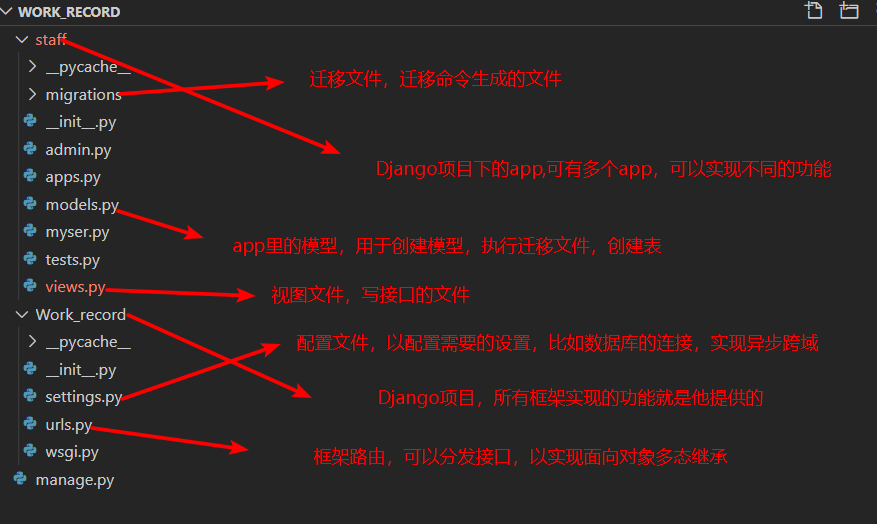 WORK_RECORD
staff
__pycache__
迁移文件，迁移命令生成的文件
migrations
__init__.py
admin.py
Django项目下的app,可有多个app，可以实现不同的功能
apps.py
models.py
myser.py
app里的模型，用于创建模型，执行迁移文件，创建表
tests.py
views.py
视图文件，写接口的文件
Work_record
__pycache__
配置文件，以配置需要的设置，比如数据库的连接，实现异步跨域
__init__.py
settings.py
Django项目，所有框架实现的功能就是他提供的
urls.py
wsgi.py
框架路由，可以分发接口，以实现面向对象多态继承
manage.py